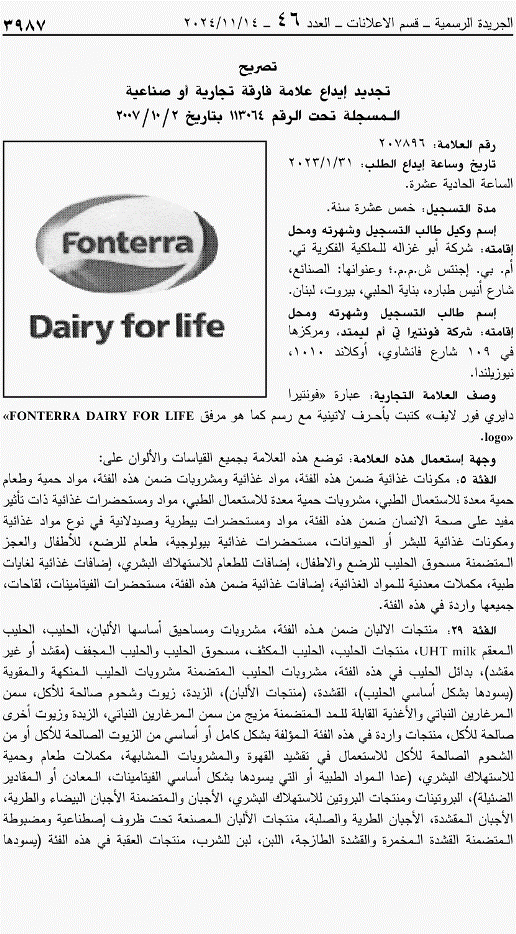 الجريدة الرسمية ــ قسم الاعلانات ــ العدد ٤٦ ــ ٢٠٢٤/١١/١٤
٣٩٨٧
تصريح
تجديد إيداع علامة فارقة تجارية أو صناعية
المسجلة تحت الرقم ١١٣٠٦٤ بتاريخ ٢٠٠٧/١٠/٢
رقم العلامة: ٢٠٧٨٩٦
تاريخ وساعة إيداع الطلب: ٢٠٢٣/١/٣١
الساعة الحادية عشرة.
مدة التسجيل: خمس عشرة سنة.
إسم وكيل طالب التسجيل وشهرته ومحل
إقامته: شركة أبو غزاله للملكية الفكرية تي.
أم. بي. إجنتس ش.م.م.؛ وعنوانها: الصنائع،
شارع أنيس طباره، بناية الحلبي، بيروت، لبنان.
إسم طالب التسجيل وشهرته ومحل
إقامته: شركة فونتيرا تي أم ليمتد، ومركزها
في ١٠٩ شارع فانشاوي، أوكلاند ١٠١٠،
نيوزيلندا.
Fonterra
Dairy for life
وصف العلامة التجارية: عبارة «فونتيرا
دايري فور لايف» كتبت بأحرف لاتينية مع رسم كما هو مرفق FONTERRA DAIRY FOR LIFE»
logo».
وجهة إستعمال هذه العلامة: توضع هذه العلامة بجميع القياسات والألوان على:
الفئة ٥: مكونات غذائية ضمن هذه الفئة، مواد غذائية ومشروبات ضمن هذه الفئة، مواد حمية وطعام
حمية معدة للاستعمال الطبي، مشروبات حمية معدة للاستعمال الطبي، مواد ومستحضرات غذائية ذات تأثير
مفيد على صحة الانسان ضمن هذه الفئة، مواد ومستحضرات بيطرية وصيدلانية في نوع مواد غذائية
ومكونات غذائية للبشر أو الحيوانات، مستحضرات غذائية بيولوجية، طعام للرضع، للأطفال والعجز
المتضمنة مسحوق الحليب للرضع والاطفال، إضافات للطعام للاستهلاك البشري، إضافات غذائية لغايات
طبية، مكملات معدنية للمواد الغذائية، إضافات غذائية ضمن هذه الفئة، مستحضرات الفيتامينات، لقاحات،
جميعها واردة في هذه الفئة.
الفئة ٢٩: منتجات الالبان ضمن هذه الفئة، مشروبات ومساحيق أساسها الألبان، الحليب، الحليب
المعقم UHT milk، منتجات الحليب، الحليب المكثف، مسحوق الحليب والحليب المجفف (مقشد أو غير
مقشد)، بدائل الحليب في هذه الفئة، مشروبات الحليب المتضمنة مشروبات الحليب المنكهة والمقوية
(يسودها بشكل أساسي الحليب)، القشدة، (منتجات الألبان)، الزبدة، زيوت وشحوم صالحة للأكل، سمن
المرغارين النباتي والأغذية القابلة للمد المتضمنة مزيج من سمن المرغارين النباتي، الزبدة وزيوت أخرى
صالحة للأكل، منتجات واردة في هذه الفئة المؤلفة بشكل كامل أو أساسي من الزيوت الصالحة للأكل أو من
الشحوم الصالحة للأكل للاستعمال في تقشيد القهوة والمشروبات المشابهة، مكملات طعام وحمية
للاستهلاك البشري، (عدا المواد الطبية أو التي يسودها بشكل أساسي الفيتامينات، المعادن أو المقادير
الضئيلة)، البروتينات ومنتجات البروتين للاستهلاك البشري، الأجبان والمتضمنة الأجبان البيضاء والطرية،
الأجبان المقشدة، الأجبان الطرية والصلبة، منتجات الألبان المصنعة تحت ظروف إصطناعية ومضبوطة
المتضمنة القشدة المخمرة والقشدة الطازجة، اللبن، لبن للشرب، منتجات العقبة في هذه الفئة (يسودها